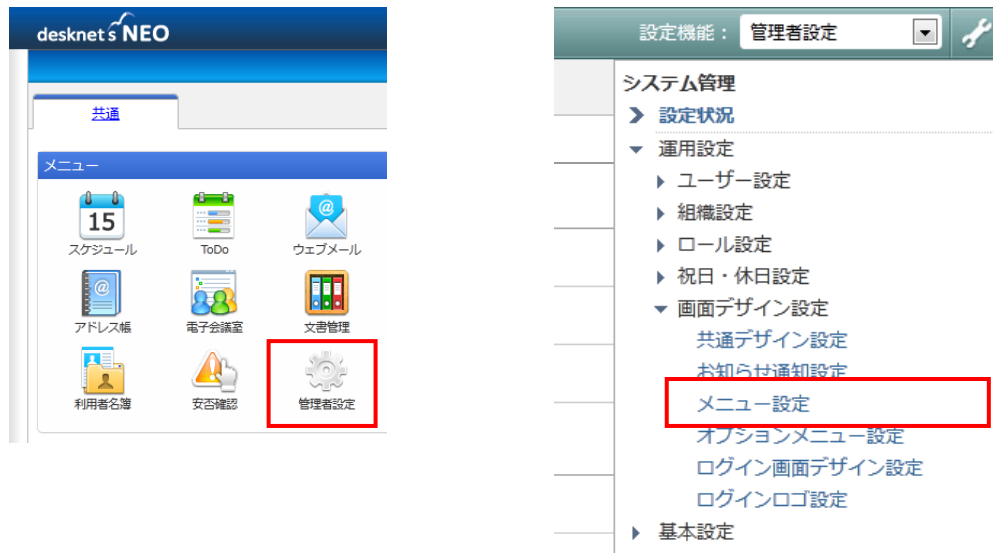 desknet's NEO
共通
メニュー
15
スケジュール
ToDo
ウェブメール
アドレス帳
電子会議室
文書管理
利用者名簿
安否確認
管理者設定
設定機能： 管理者設定
システム管理
設定状況
運用設定
ユーザー設定
組織設定
ロール設定
祝日・休日設定
画面デザイン設定
共通デザイン設定
お知らせ通知設定
メニュー設定
オプションメニュー設定
ログイン画面デザイン設定
ログインロゴ設定
基本設定